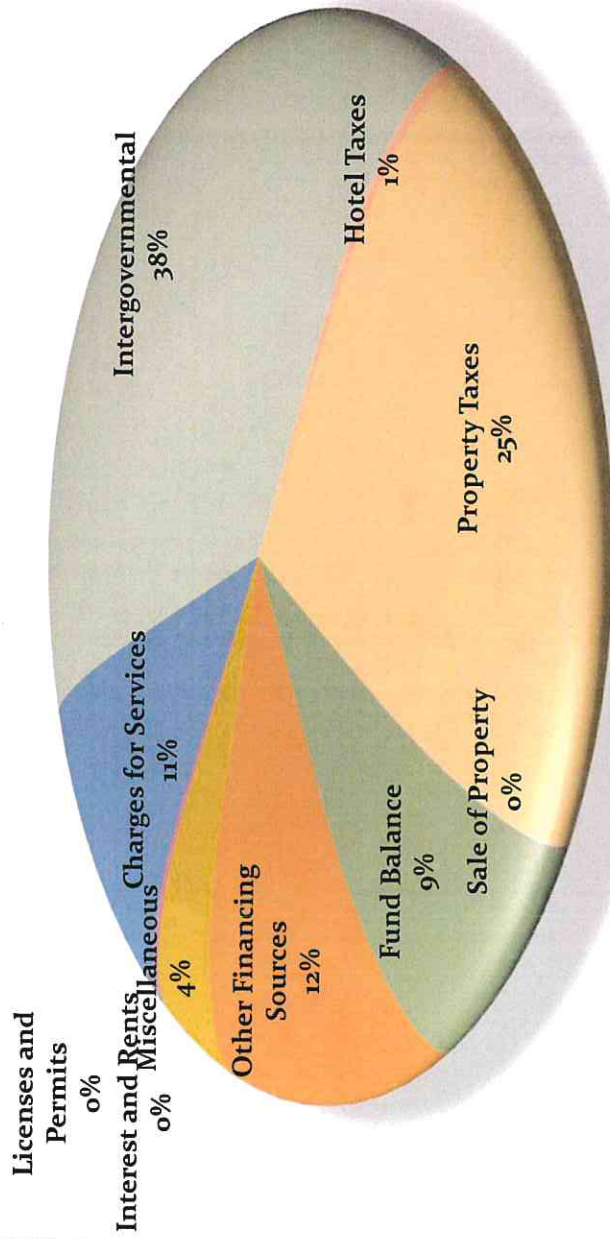 Licenses and
Permits
0%
Interest and Rents
0%
Miscellaneous
4%
Charges for Services
11%
Intergovernmental
38%
Other Financing
Sources
12%
Fund Balance
9%
Sale of Property
0%
Property Taxes
25%
Hotel Taxes
1%